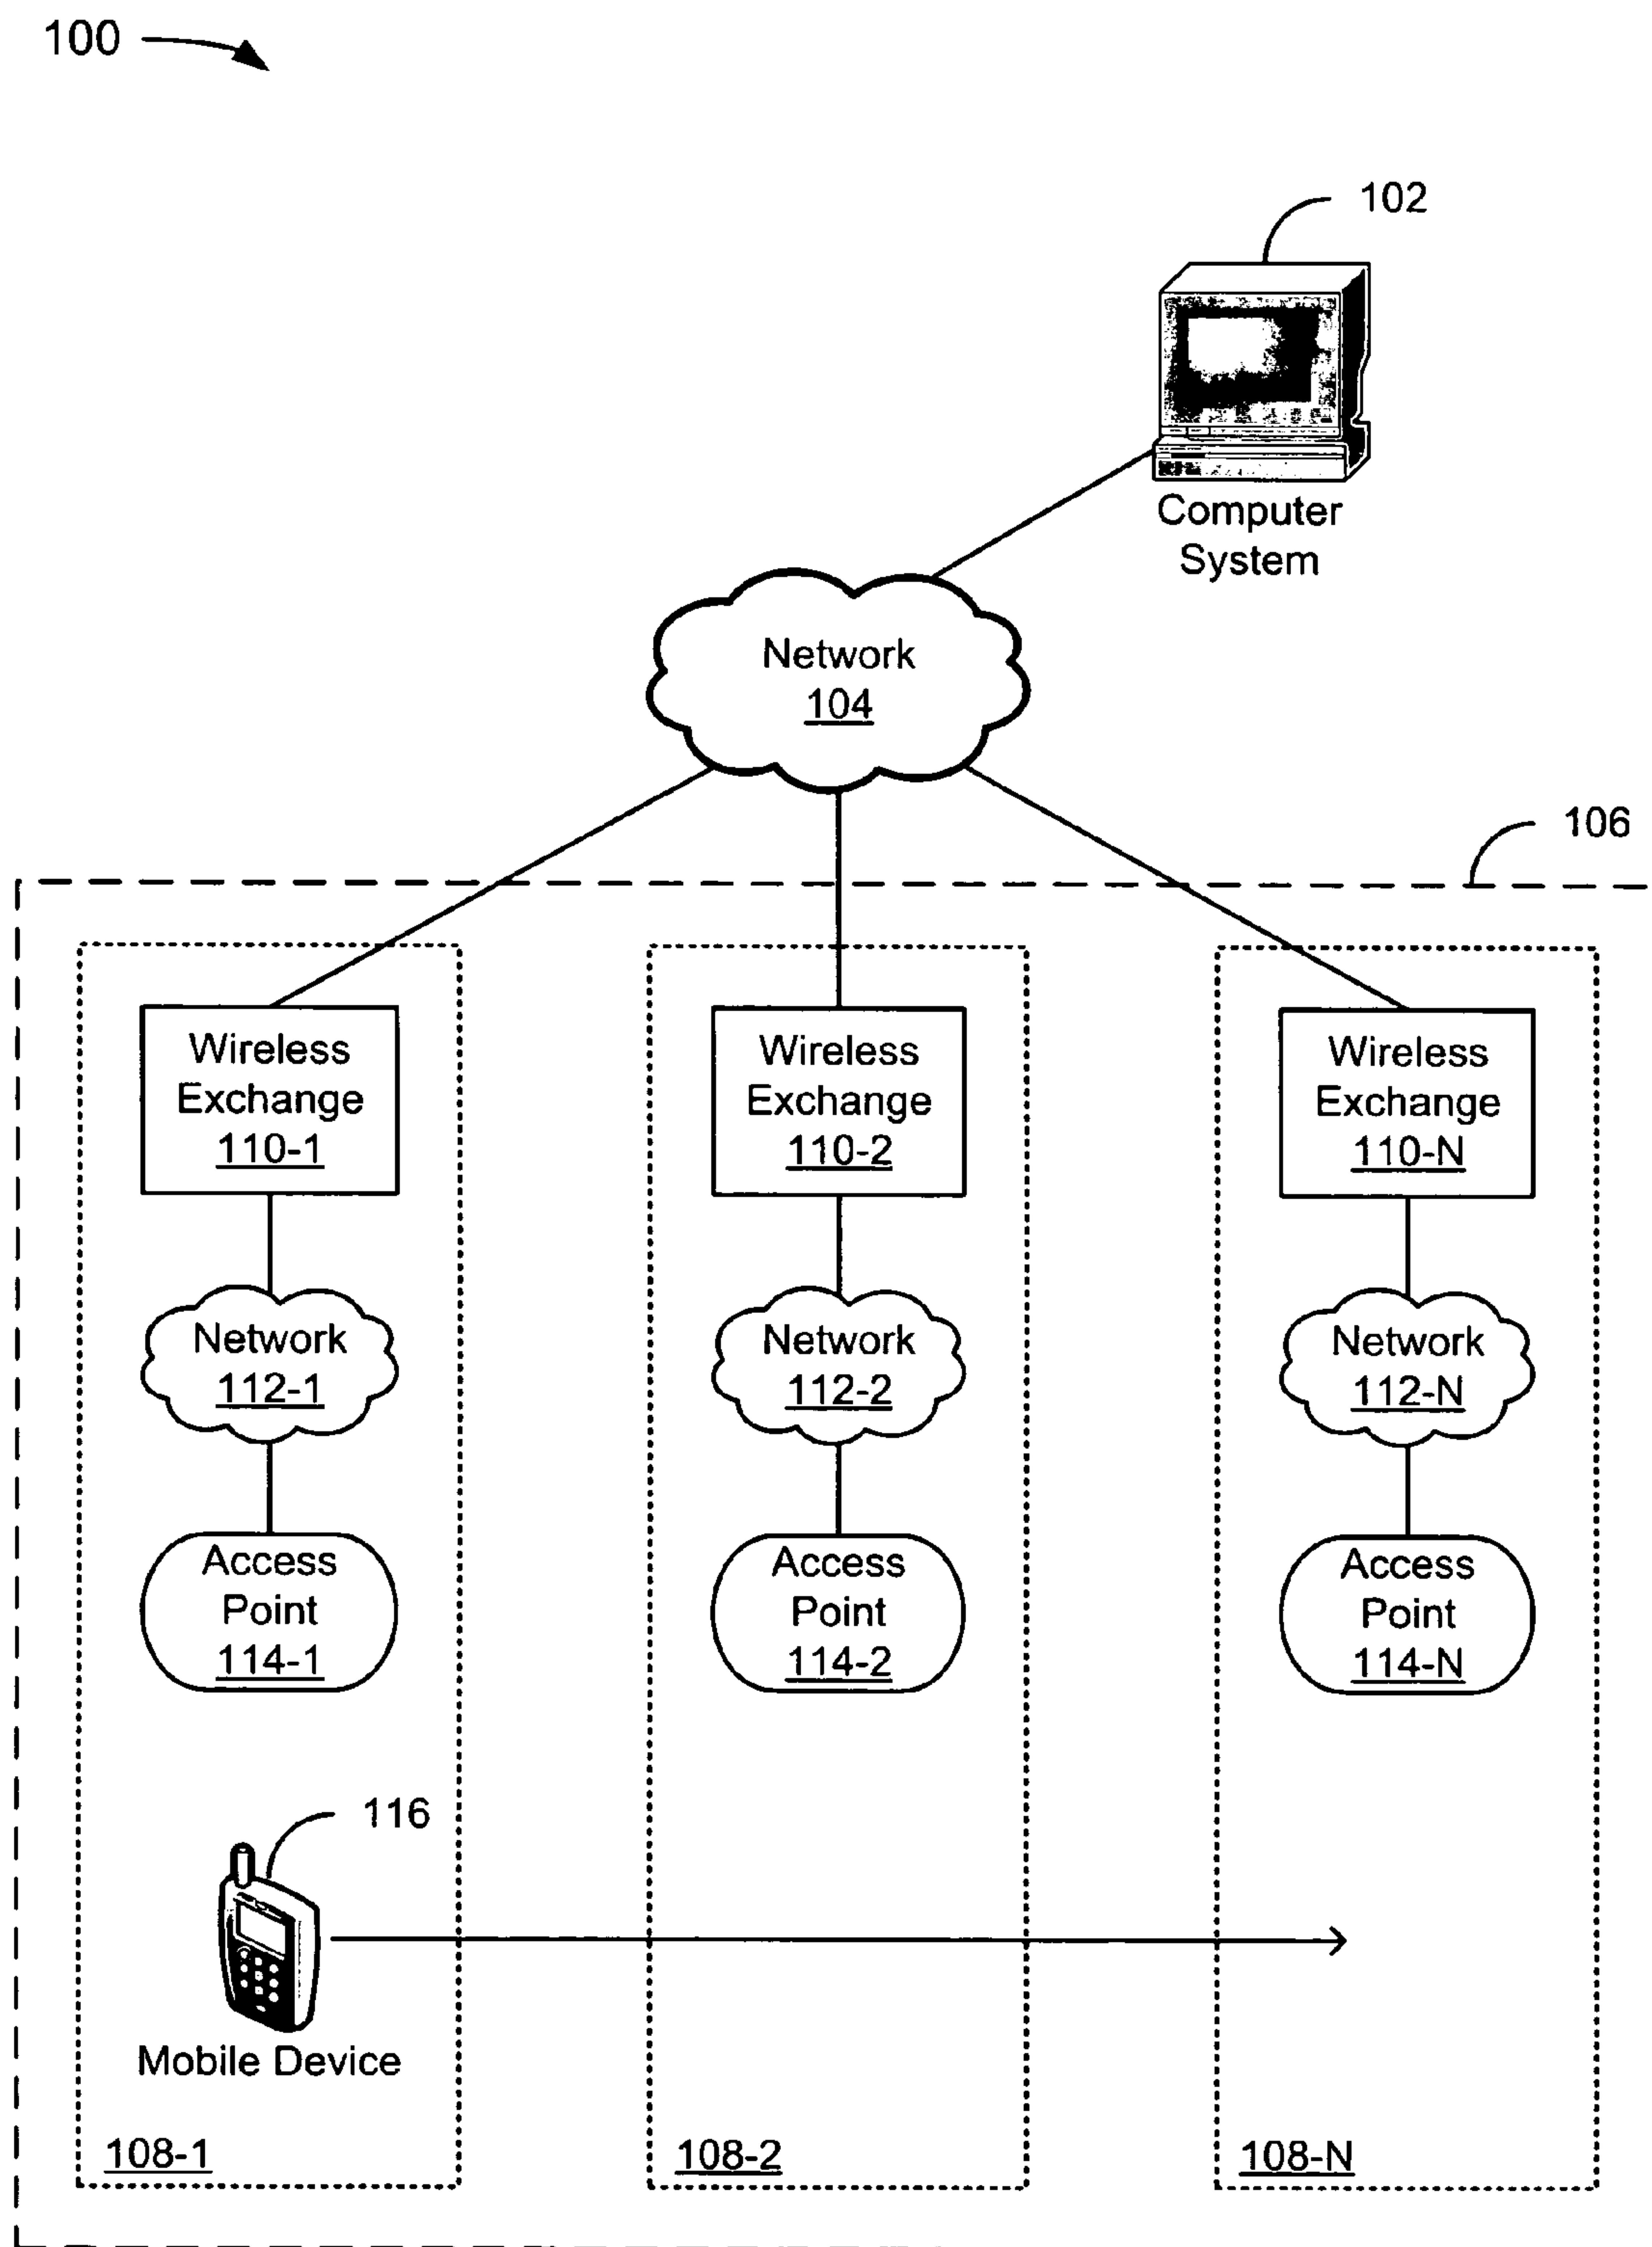 100
102
Computer
System
Network
104
106
Wireless
Exchange
110-1
Wireless
Exchange
110-2
Wireless
Exchange
110-N
Network
112-1
Network
112-2
Network
112-N
Access
Point
114-1
Access
Point
114-2
Access
Point
114-N
116
Mobile Device
108-1
108-2
108-N